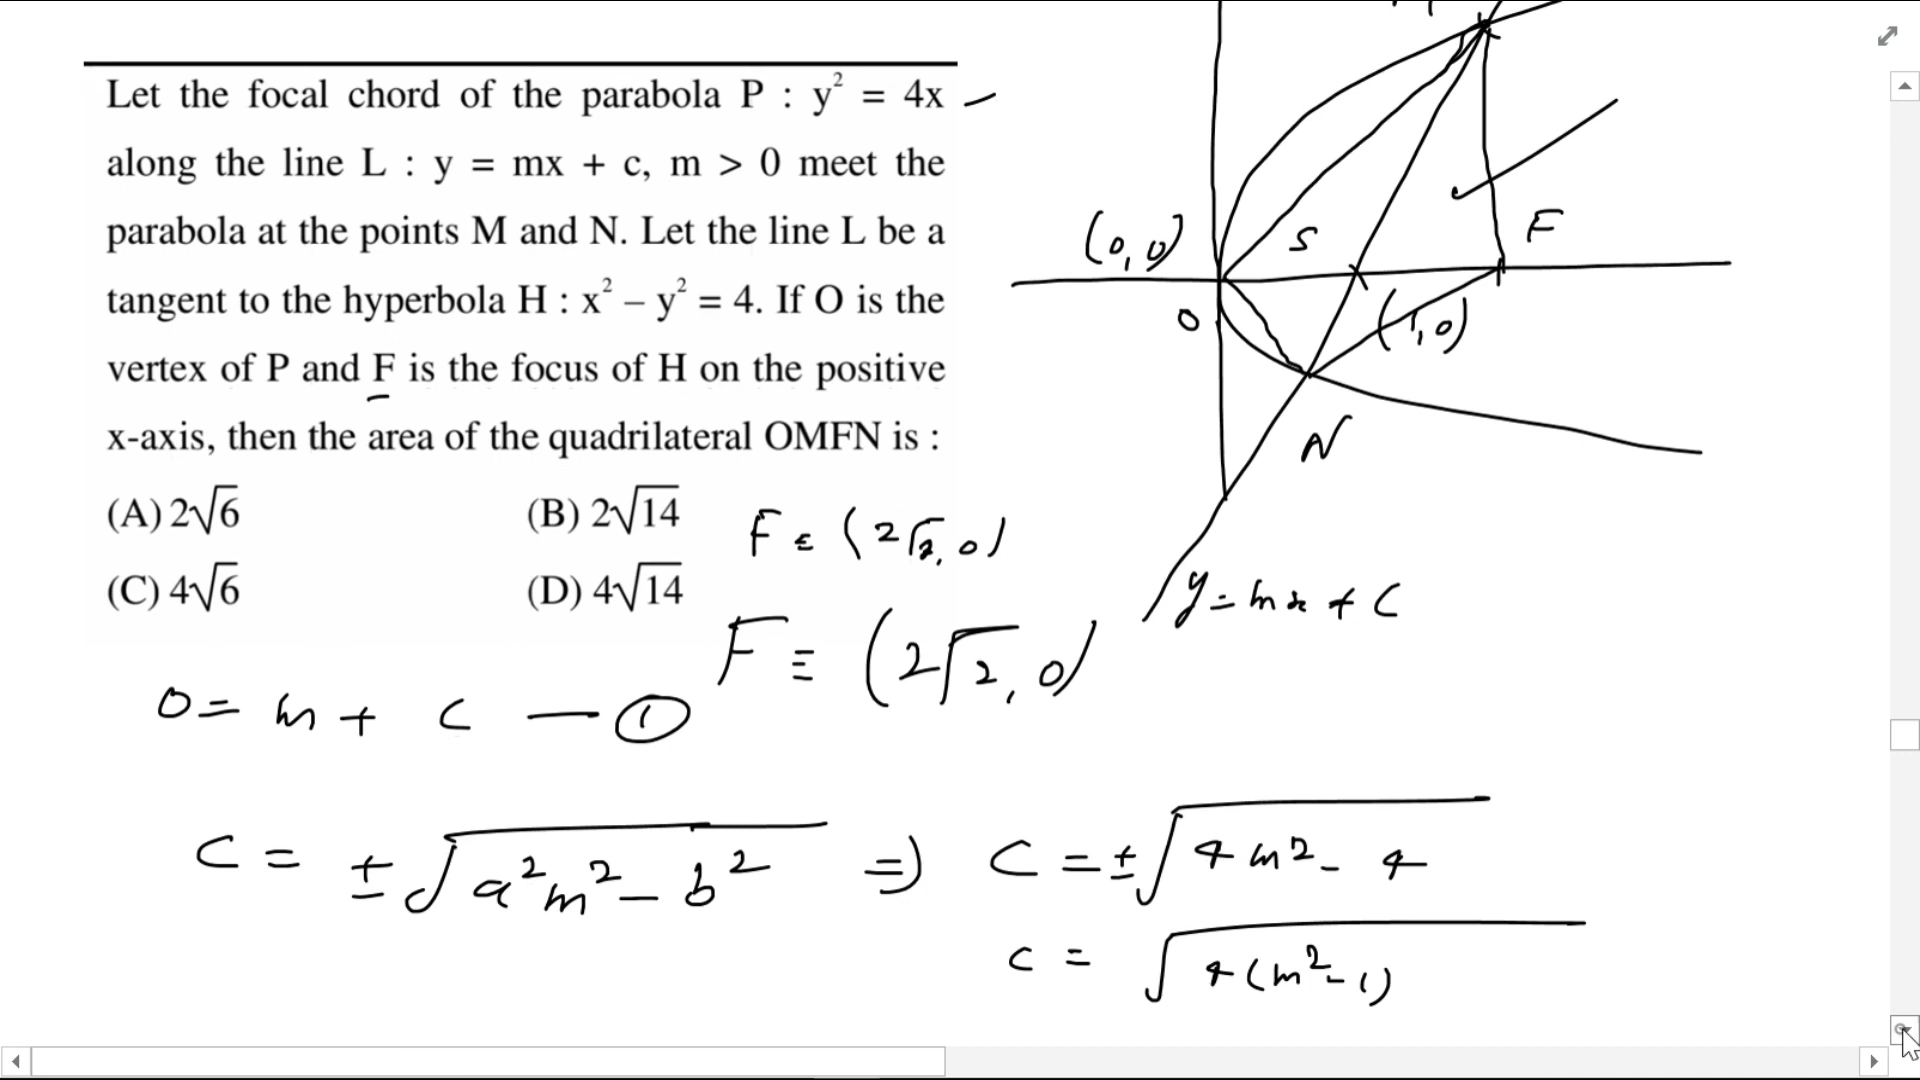 Let the focal chord of the parabola P : y² = 4x
along the line L : y = mx + c, m > 0 meet the
parabola at the points M and N. Let the line L be a
tangent to the hyperbola H : x² – y² = 4. If O is the
vertex of P and F is the focus of H on the positive
x-axis, then the area of the quadrilateral OMFN is :
(A) 2√6 (B) 2√14
(C) 4√6 (D) 4√14
F ≡ (2√2, 0)
F ≡ (2√2, 0)
(0, 0)
S
F
O
(1, 0)
N
y = mx + c
0 = m + c — ①
c = ± √a²m² – b² ⇒ c = ± √4m² – 4
c = √4(m² – 1)